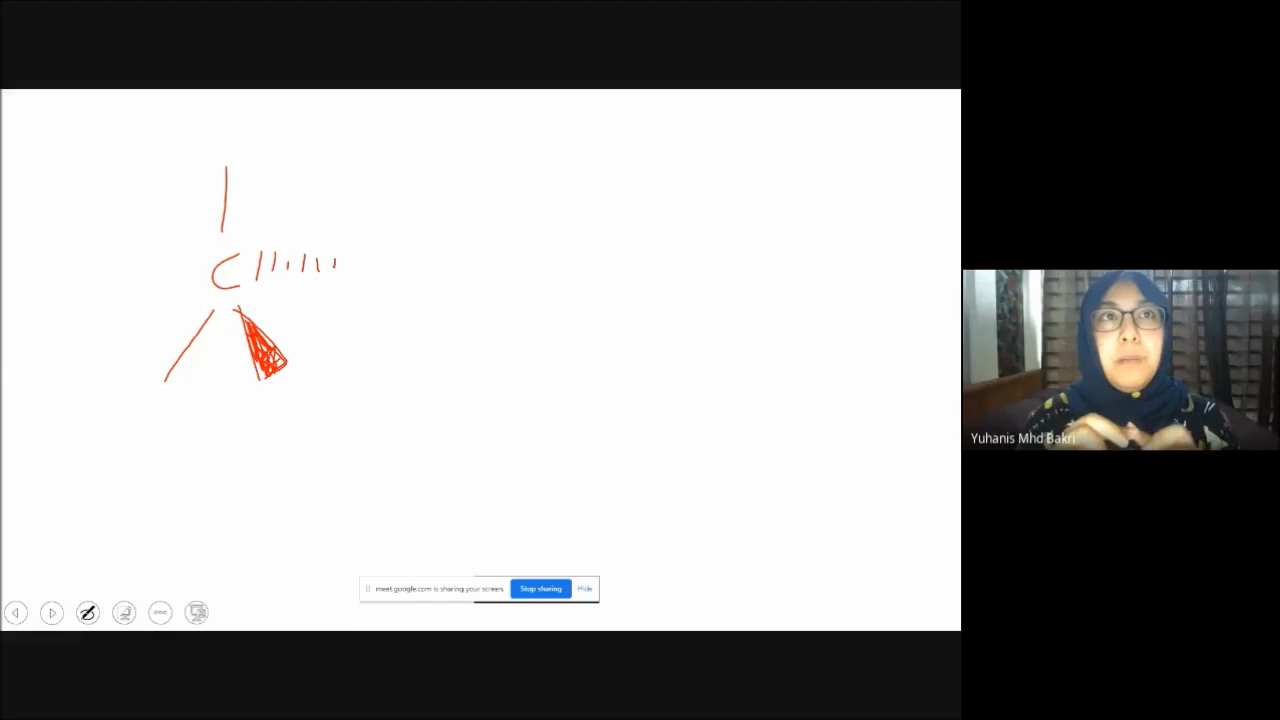 C
Yuhanis Mhd Bakri
meet.google.com is sharing your screen.
Stop sharing
Hide